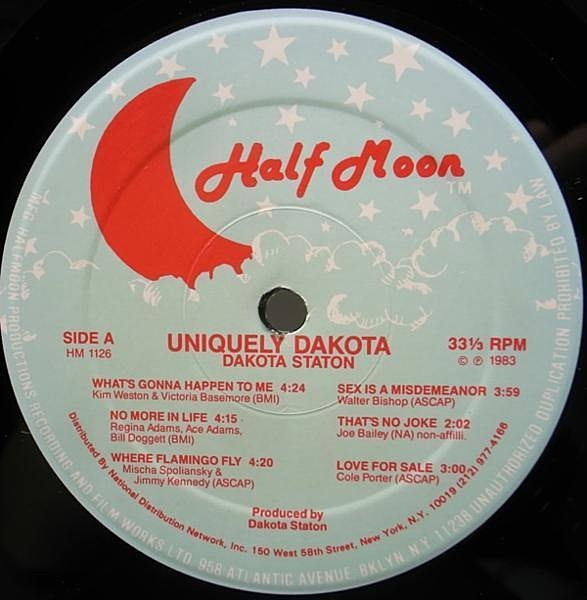 Half Moon
TM
SIDE A
HM 1126
UNIQUELY DAKOTA
DAKOTA STATON
33⅓ RPM
© ℗ 1983
WHAT'S GONNA HAPPEN TO ME 4:24
Kim Weston & Victoria Basemore (BMI)
NO MORE IN LIFE 4:15
Regina Adams, Ace Adams,
Bill Doggett (BMI)
WHERE FLAMINGO FLY 4:20
Mischa Spoliansky &
Jimmy Kennedy (ASCAP)
SEX IS A MISDEMEANOR 3:59
Walter Bishop (ASCAP)
THAT'S NO JOKE 2:02
Joe Bailey (NA) non-affilli.
LOVE FOR SALE 3:00
Cole Porter (ASCAP)
Produced by
Dakota Staton
Distributed By National Distribution Network, Inc. 150 West 58th Street, New York, N.Y. 10019 (212) 977-4166
HALFMOON PRODUCTIONS RECORDING AND FILM WORKS LTD. 958 ATLANTIC AVENUE, BKLYN. N.Y. 11238 UNAUTHORIZED DUPLICATION PROHIBITED BY LAW